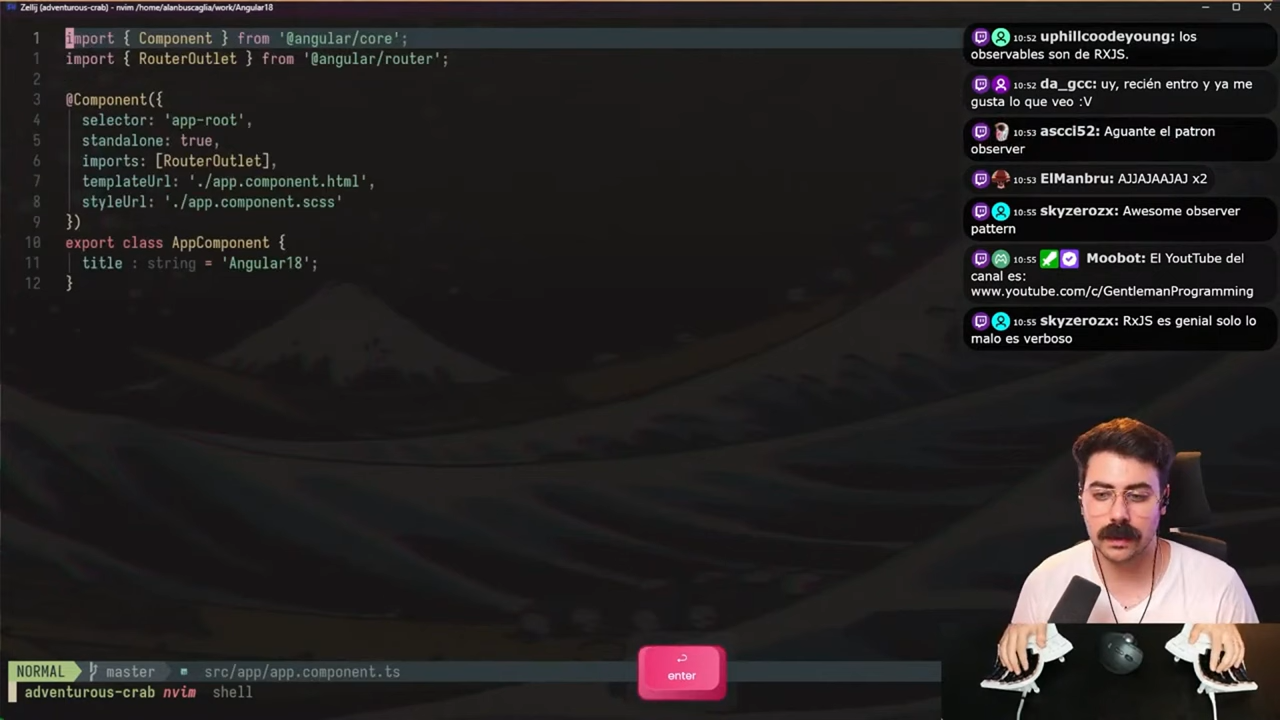 Zellij (adventurous-crab) - nvim /home/alanbuscaglia/work/Angular18
1 import { Component } from '@angular/core';
1 import { RouterOutlet } from '@angular/router';
2
3 @Component({
4 selector: 'app-root',
5 standalone: true,
6 imports: [RouterOutlet],
7 templateUrl: './app.component.html',
8 styleUrl: './app.component.scss'
9 })
10 export class AppComponent {
11 title : string = 'Angular18';
12 }
NORMAL master src/app/app.component.ts
adventurous-crab nvim shell
enter
10:52 uphillcoodeyoung: los
observables son de RXJS.
10:52 da_gcc: uy, recién entro y ya me
gusta lo que veo :V
10:53 ascci52: Aguante el patron
observer
10:53 ElManbru: AJJAJAAJAJ x2
10:55 skyzerozx: Awesome observer
pattern
10:55 Moobot: El YoutTube del
canal es:
www.youtube.com/c/GentlemanProgramming
10:55 skyzerozx: RxJS es genial solo lo
malo es verboso